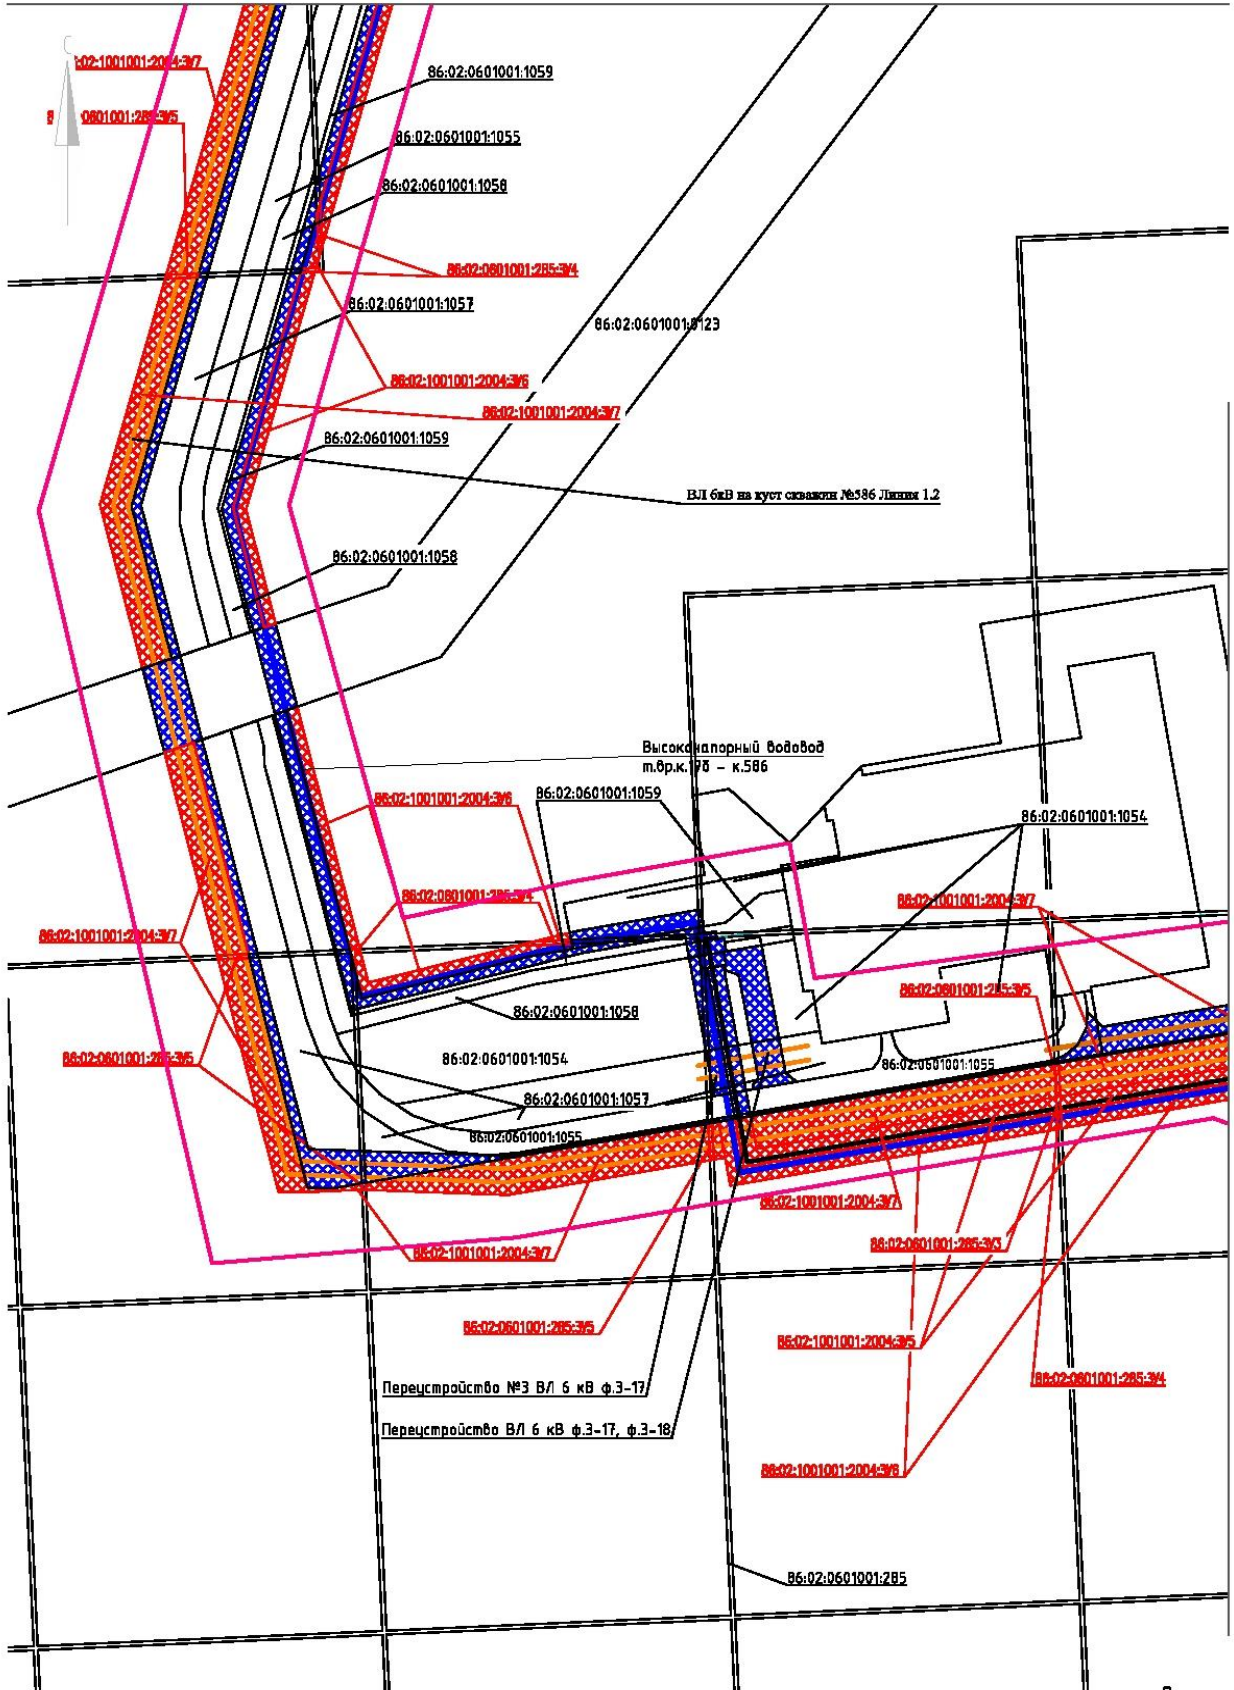 С
:02:1001001:2004:ЗУ7
86:02:0601001:1059
0601001:285:ЗУ5
86:02:0601001:1055
86:02:0601001:1058
86:02:0601001:285:ЗУ4
86:02:0601001:1057
86:02:0601001:8123
86:02:1001001:2004:ЗУ6
86:02:1001001:2004:ЗУ7
86:02:0601001:1059
ВЛ 6кВ на куст скважин №586 Линия 1.2
86:02:0601001:1058
Высоконапорный водовод
т.вр.к.17б - к.586
86:02:1001001:2004:ЗУ6
86:02:0601001:1059
86:02:0601001:1054
86:02:0601001:285:ЗУ4
86:02:1001001:2004:ЗУ7
86:02:1001001:2004:ЗУ7
86:02:0601001:285:ЗУ5
86:02:0601001:1058
86:02:0601001:285:ЗУ5
86:02:0601001:1054
86:02:0601001:1055
86:02:0601001:1057
86:02:0601001:1055
86:02:1001001:2004:ЗУ7
86:02:1001001:2004:ЗУ7
86:02:0601001:285:ЗУ3
86:02:0601001:285:ЗУ5
86:02:1001001:2004:ЗУ5
86:02:0601001:285:ЗУ4
Переустройство №3 ВЛ 6 кВ ф.3-17
Переустройство ВЛ 6 кВ ф.3-17, ф.3-18
86:02:1001001:2004:ЗУ6
86:02:0601001:285